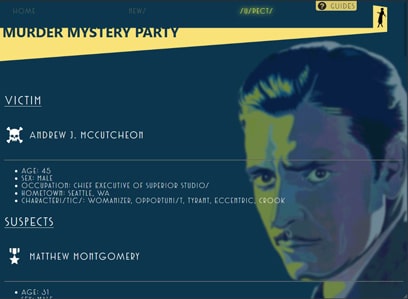 HOME NEWS SUSPECTS GUIDES
MURDER MYSTERY PARTY
VICTIM
ANDREW J. MCCUTCHEON
AGE: 45
SEX: MALE
OCCUPATION: CHIEF EXECUTIVE OF SUPERIOR STUDIOS
HOMETOWN: SEATTLE, WA
CHARACTERISTICS: WOMANIZER, OPPORTUNIST, TYRANT, ECCENTRIC, CROOK
SUSPECTS
MATTHEW MONTGOMERY
AGE: 31
SEX: MALE